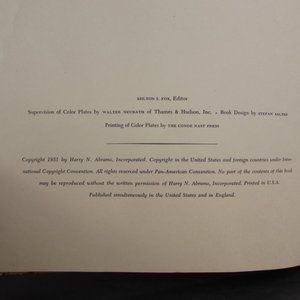 MILTON S. FOX, Editor
Supervision of Color Plates by WALTER NEURATH of Thames & Hudson, Inc. · Book Design by STEFAN SALTER
Printing of Color Plates by THE CONDE NAST PRESS
Copyright 1951 by Harry N. Abrams, Incorporated. Copyright in the United States and foreign countries under Inter-
national Copyright Convention. All rights reserved under Pan-American Convention. No part of the contents of this book
may be reproduced without the written permission of Harry N. Abrams, Incorporated. Printed in U.S.A.
Published simultaneously in the United States and in England.